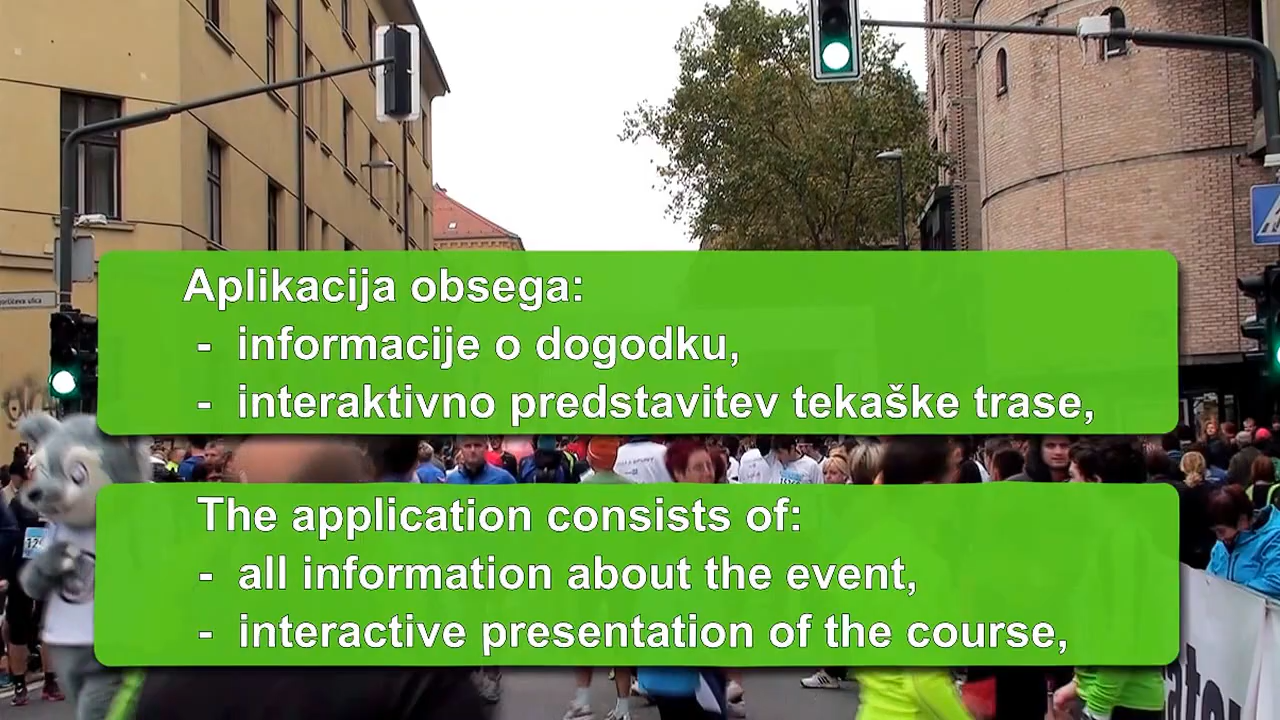 Aplikacija obsega:
- informacije o dogodku,
- interaktivno predstavitev tekaške trase,
The application consists of:
- all information about the event,
- interactive presentation of the course,